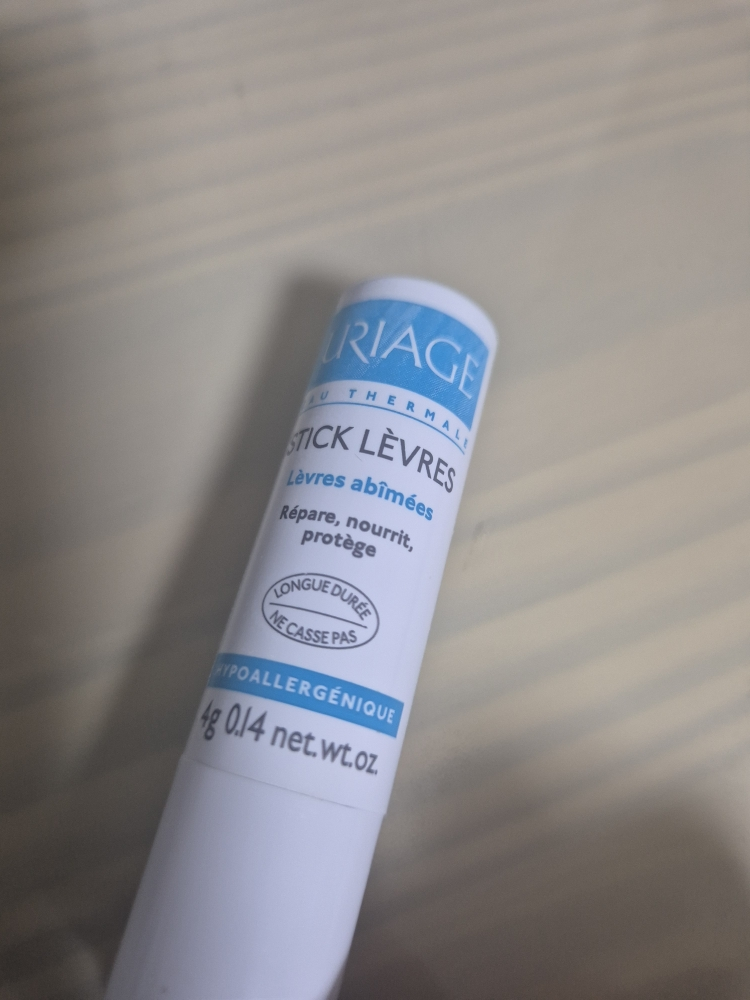 URIAGE
EAU THERMALE
STICK LÈVRES
Lèvres abîmées
Répare, nourrit,
protège
LONGUE DURÉE
NE CASSE PAS
HYPOALLERGÉNIQUE
4g 0.14 net.wt.oz.